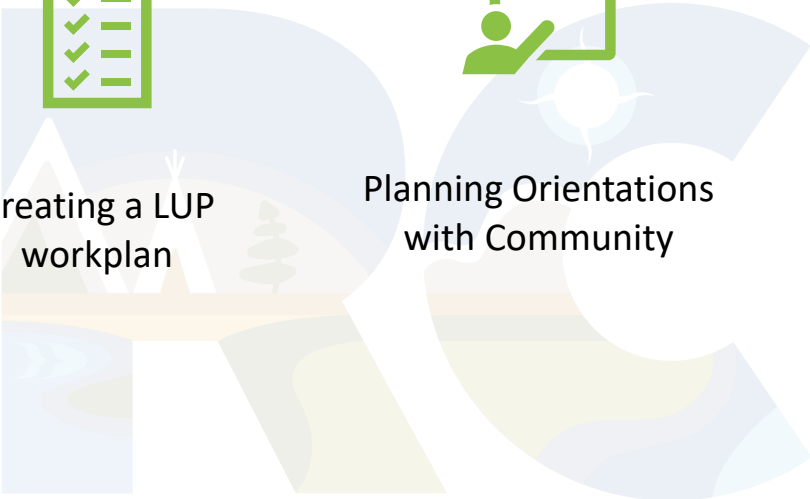 reating a LUP
workplan
Planning Orientations
with Community